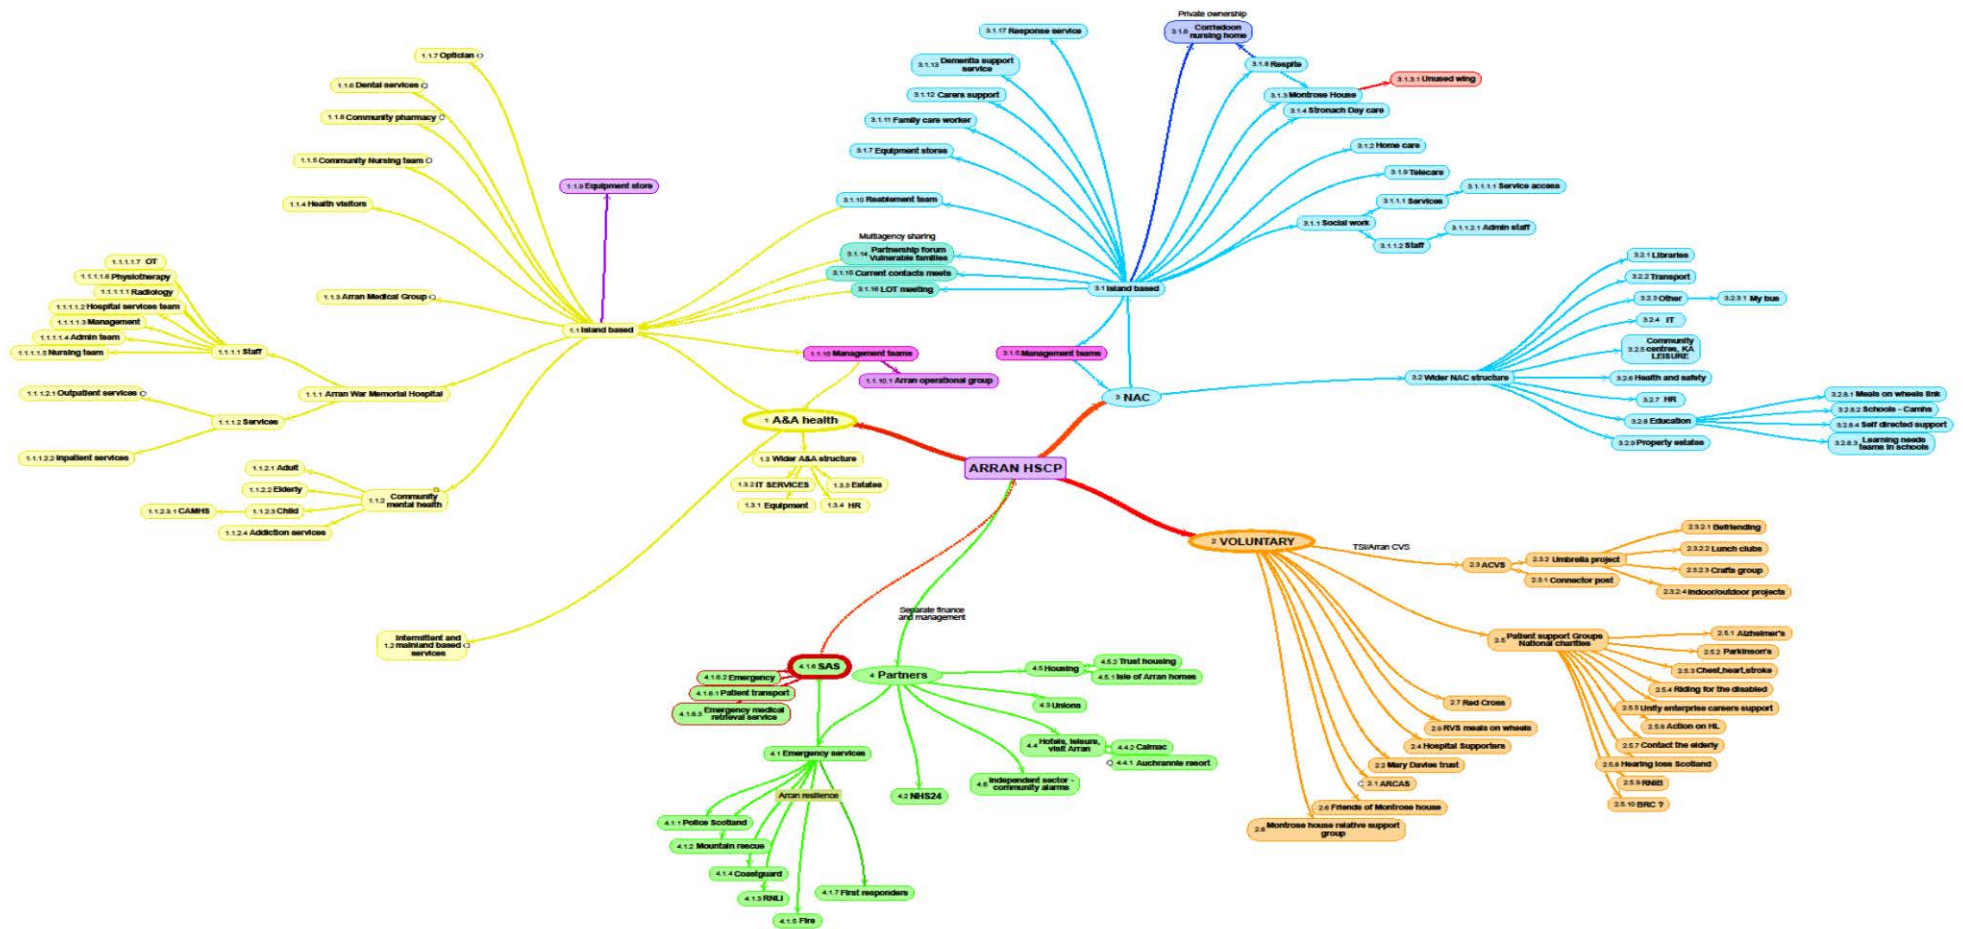 ARRAN HSCP
1 A&A health
1.1 Island based
1.1.7 Optician
1.1.6 Dental services
1.1.8 Community pharmacy
1.1.5 Community Nursing team
1.1.4 Health visitors
1.1.9 Equipment store
1.1.3 Arran Medical Group
1.1.1 Arran War Memorial Hospital
1.1.1.1 Staff
1.1.1.1.7 OT
1.1.1.1.6 Physiotherapy
1.1.1.1.1 Radiology
1.1.1.1.2 Hospital services team
1.1.1.1.3 Management
1.1.1.1.4 Admin team
1.1.1.1.5 Nursing team
1.1.1.2 Services
1.1.1.2.1 Outpatient services
1.1.1.2.2 Inpatient services
1.1.2 Community
mental health
1.1.2.1 Adult
1.1.2.2 Elderly
1.1.2.3 Child
1.1.2.3.1 CAMHS
1.1.2.4 Addiction services
1.1.10 Management teams
1.1.10.1 Arran operational group
Intermittent and
1.2 mainland based
services
1.3 Wider A&A structure
1.3.2 IT SERVICES
1.3.3 Estates
1.3.1 Equipment
1.3.4 HR
3 NAC
3.1 Island based
3.1.17 Response service
3.1.13 Dementia support
service
3.1.12 Carers support
3.1.11 Family care worker
3.1.7 Equipment stores
3.1.10 Reablement team
Multiagency sharing
3.1.14 Partnership forum
Vulnerable families
3.1.15 Current contacts meets
3.1.16 LOT meeting
3.1.5 Management teams
Private ownership
3.1.6 Corriedoon
nursing home
3.1.8 Respite
3.1.3 Montrose House
3.1.3.1 Unused wing
3.1.4 Stronach Day care
3.1.2 Home care
3.1.9 Telecare
3.1.1 Social work
3.1.1.1 Services
3.1.1.1.1 Service access
3.1.1.2 Staff
3.1.1.2.1 Admin staff
3.2 Wider NAC structure
3.2.1 Libraries
3.2.2 Transport
3.2.3 Other
3.2.3.1 My bus
3.2.4 IT
Community
3.2.5 centres, KA
LEISURE
3.2.6 Health and safety
3.2.7 HR
3.2.8 Education
3.2.8.1 Meals on wheels link
3.2.8.2 Schools - Camhs
3.2.8.4 Self directed support
3.2.8.3 Learning needs
teams in schools
3.2.9 Property estates
2 VOLUNTARY
TSI/Arran CVS
2.3 ACVS
2.3.2 Umbrella project
2.3.1 Connector post
2.3.2.1 Befriending
2.3.2.2 Lunch clubs
2.3.2.3 Crafts group
2.3.2.4 Indoor/outdoor projects
2.5 Patient support Groups
National charities
2.5.1 Alzheimer's
2.5.2 Parkinson's
2.5.3 Chest,heart,stroke
2.5.4 Riding for the disabled
2.5.5 Unity enterprise careers support
2.5.6 Action on HL
2.5.7 Contact the elderly
2.5.8 Hearing loss Scotland
2.5.9 RNIB
2.5.10 BRC ?
2.7 Red Cross
2.9 RVS meals on wheels
2.4 Hospital Supporters
2.2 Mary Davies trust
2.1 ARCAS
2.6 Friends of Montrose house
2.8 Montrose house relative support
group
Separate finance
and management
4 Partners
4.5 Housing
4.5.2 Trust housing
4.5.1 Isle of Arran homes
4.3 Unions
4.4 Hotels, leisure,
visit Arran
4.4.2 Calmac
4.4.1 Auchrannie resort
4.6 Independent sector -
community alarms
4.2 NHS24
4.1 Emergency services
4.1.6 SAS
4.1.6.2 Emergency
4.1.6.1 Patient transport
4.1.6.3 Emergency medical
retrieval service
Arran resilience
4.1.1 Police Scotland
4.1.2 Mountain rescue
4.1.4 Coastguard
4.1.3 RNLI
4.1.5 Fire
4.1.7 First responders